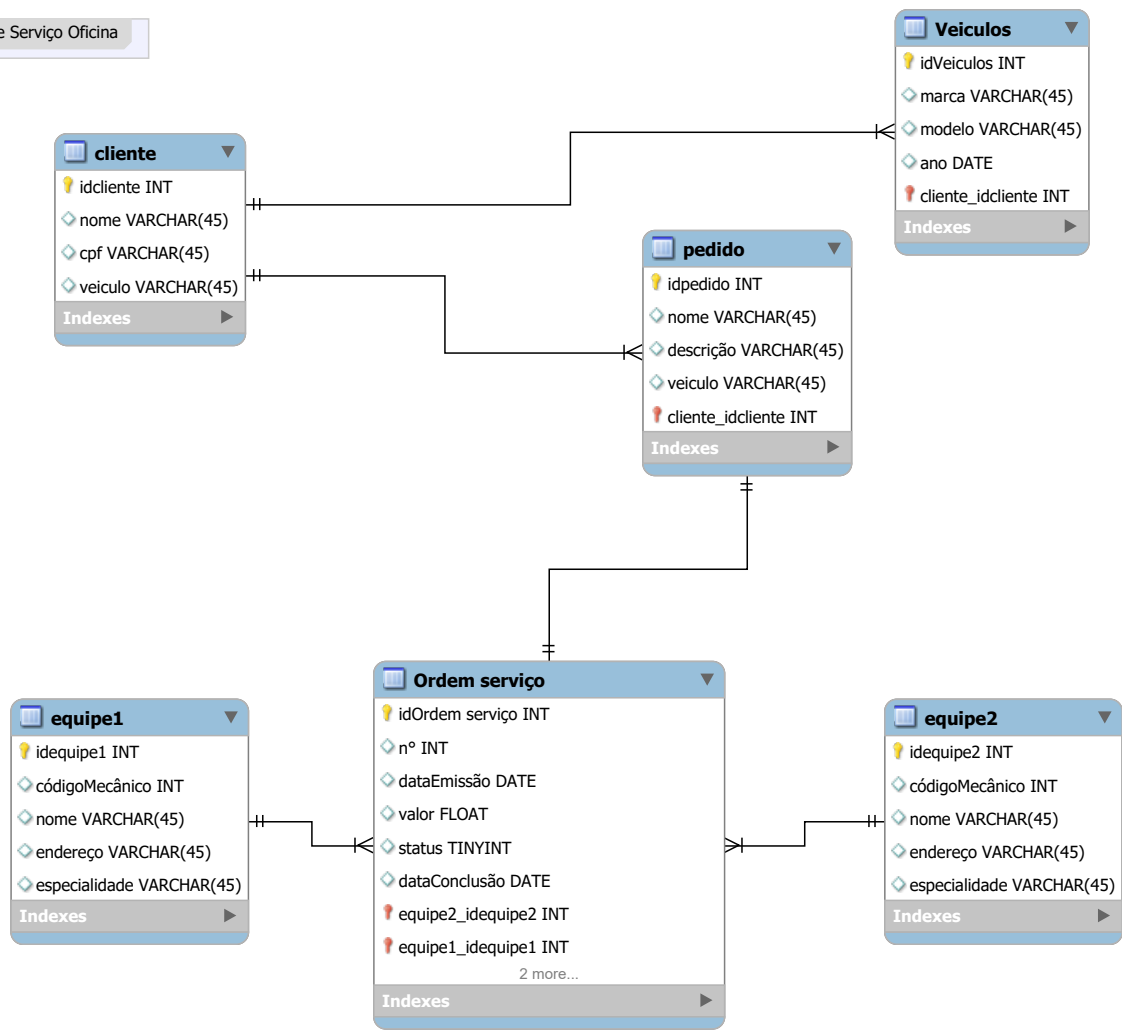 e Serviço Oficina
Veiculos
idVeiculos INT
marca VARCHAR(45)
modelo VARCHAR(45)
ano DATE
cliente_idcliente INT
Indexes
cliente
idcliente INT
nome VARCHAR(45)
cpf VARCHAR(45)
veiculo VARCHAR(45)
Indexes
pedido
idpedido INT
nome VARCHAR(45)
descrição VARCHAR(45)
veiculo VARCHAR(45)
cliente_idcliente INT
Indexes
equipe1
idequipe1 INT
códigoMecânico INT
nome VARCHAR(45)
endereço VARCHAR(45)
especialidade VARCHAR(45)
Indexes
Ordem serviço
idOrdem serviço INT
n° INT
dataEmissão DATE
valor FLOAT
status TINYINT
dataConclusão DATE
equipe2_idequipe2 INT
equipe1_idequipe1 INT
2 more...
Indexes
equipe2
idequipe2 INT
códigoMecânico INT
nome VARCHAR(45)
endereço VARCHAR(45)
especialidade VARCHAR(45)
Indexes